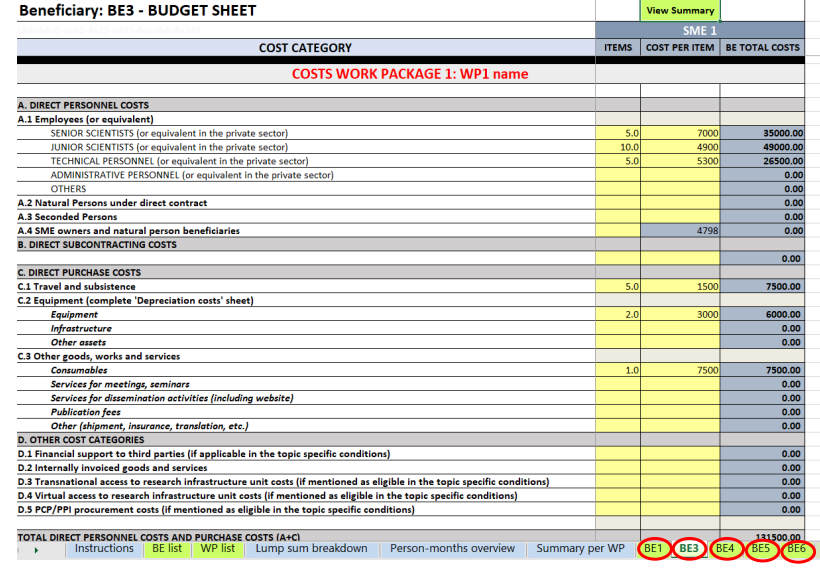 Beneficiary: BE3 - BUDGET SHEET
View Summary
SME 1
COST CATEGORY ITEMS COST PER ITEM BE TOTAL COSTS
COSTS WORK PACKAGE 1: WP1 name
A. DIRECT PERSONNEL COSTS
A.1 Employees (or equivalent)
SENIOR SCIENTISTS (or equivalent in the private sector) 5.0 7000 35000.00
JUNIOR SCIENTISTS (or equivalent in the private sector) 10.0 4900 49000.00
TECHNICAL PERSONNEL (or equivalent in the private sector) 5.0 5300 26500.00
ADMINISTRATIVE PERSONNEL (or equivalent in the private sector) 0.00
OTHERS 0.00
A.2 Natural Persons under direct contract 0.00
A.3 Seconded Persons 0.00
A.4 SME owners and natural person beneficiaries 4798 0.00
B. DIRECT SUBCONTRACTING COSTS
0.00
C. DIRECT PURCHASE COSTS
C.1 Travel and subsistence 5.0 1500 7500.00
C.2 Equipment (complete 'Depreciation costs' sheet)
Equipment 2.0 3000 6000.00
Infrastructure 0.00
Other assets 0.00
C.3 Other goods, works and services
Consumables 1.0 7500 7500.00
Services for meetings, seminars 0.00
Services for dissemination activities (including website) 0.00
Publication fees 0.00
Other (shipment, insurance, translation, etc.) 0.00
D. OTHER COST CATEGORIES
D.1 Financial support to third parties (if applicable in the topic specific conditions) 0.00
D.2 Internally invoiced goods and services 0.00
D.3 Transnational access to research infrastructure unit costs (if mentioned as eligible in the topic specific conditions) 0.00
D.4 Virtual access to research infrastructure unit costs (if mentioned as eligible in the topic specific conditions) 0.00
D.5 PCP/PPI procurement costs (if mentioned as eligible in the topic specific conditions) 0.00
TOTAL DIRECT PERSONNEL COSTS AND PURCHASE COSTS (A+C) 131500.00
Instructions BE list WP list Lump sum breakdown Person-months overview Summary per WP BE1 BE3 BE4 BE5 BE6